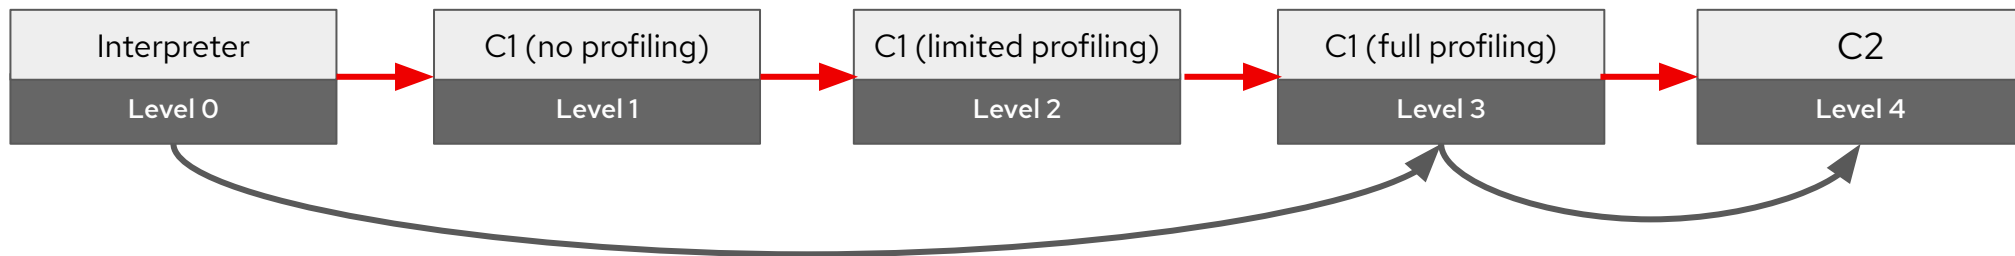 Interpreter
Level 0
C1 (no profiling)
Level 1
C1 (limited profiling)
Level 2
C1 (full profiling)
Level 3
C2
Level 4